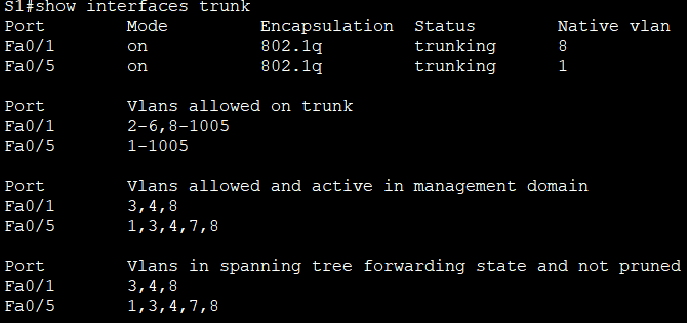 S1#show interfaces trunk
Port        Mode         Encapsulation  Status        Native vlan
Fa0/1       on           802.1q         trunking      8
Fa0/5       on           802.1q         trunking      1

Port        Vlans allowed on trunk
Fa0/1       2-6,8-1005
Fa0/5       1-1005

Port        Vlans allowed and active in management domain
Fa0/1       3,4,8
Fa0/5       1,3,4,7,8

Port        Vlans in spanning tree forwarding state and not pruned
Fa0/1       3,4,8
Fa0/5       1,3,4,7,8